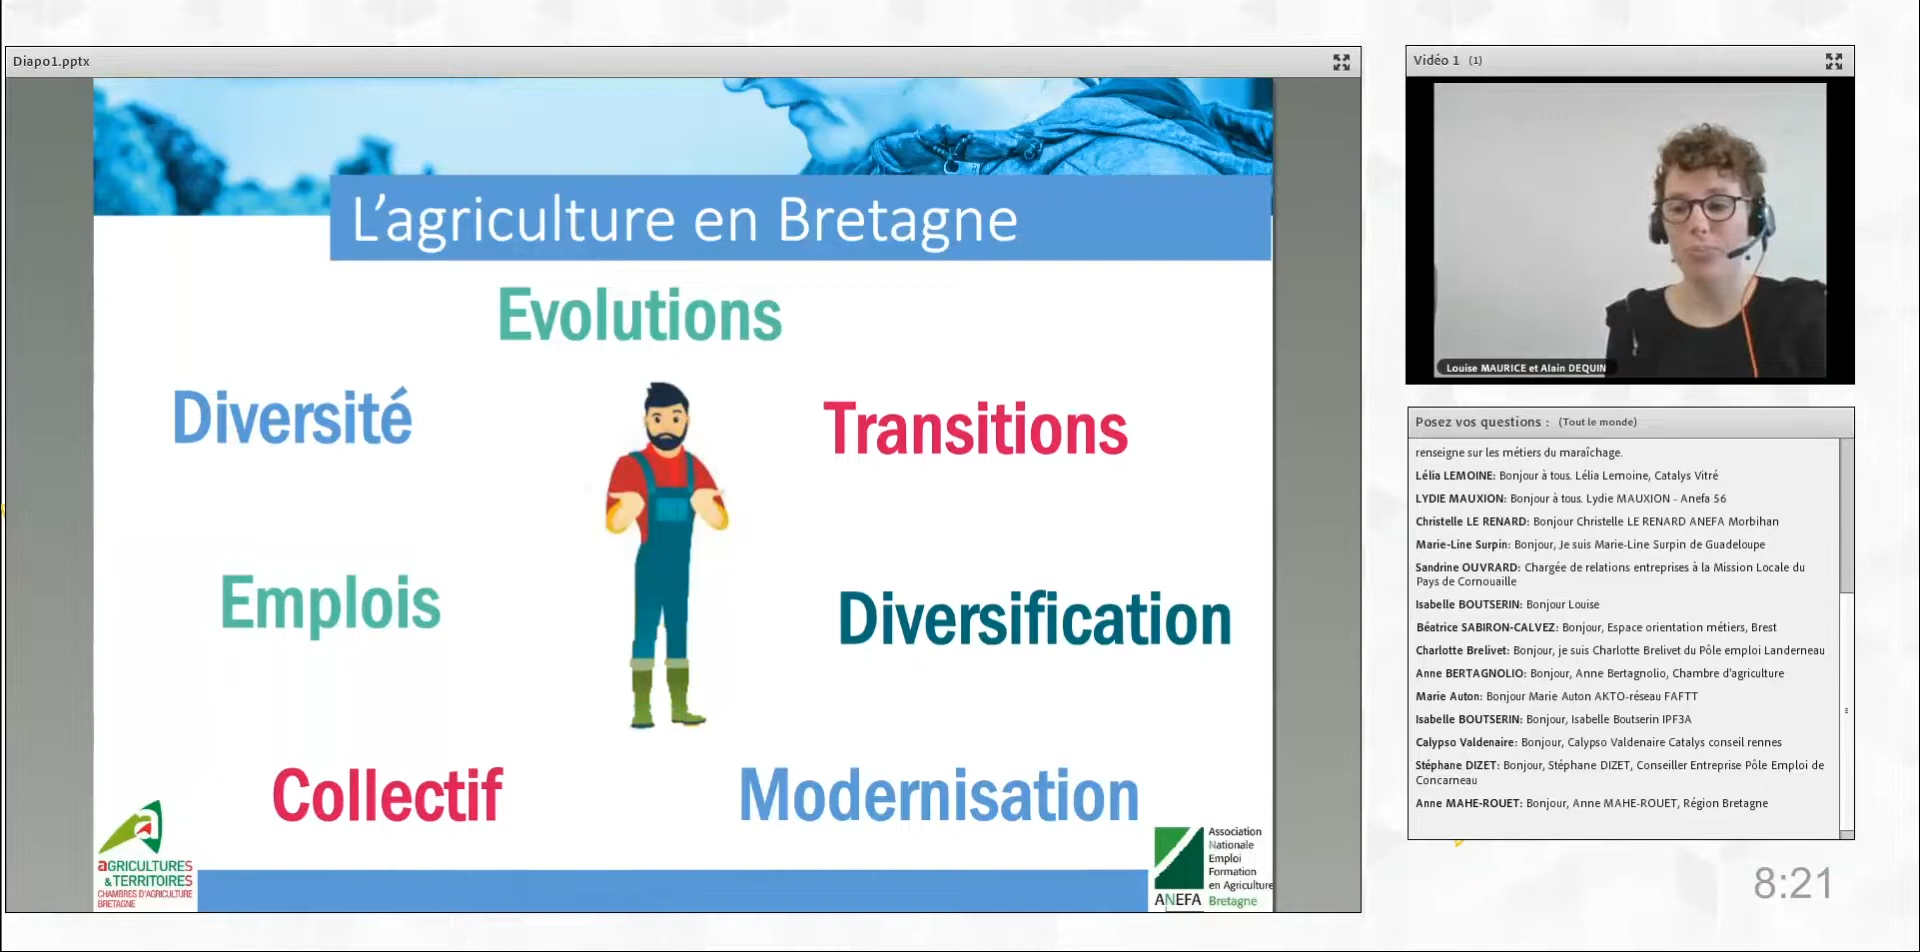 Diapo1.pptx
L'agriculture en Bretagne
Evolutions
Diversité
Transitions
Emplois
Diversification
Collectif
Modernisation
a
aGRICULTURES
& TERRITOIRES
CHAMBRES D'AGRICULTURE
BRETAGNE
ANEFA
Association
Nationale
Emploi
Formation
en Agriculture
Bretagne
Vidéo 1 (1)
Louise MAURICE et Alain DEQUIN
Posez vos questions : (Tout le monde)
renseigne sur les métiers du maraîchage.
Lélia LEMOINE: Bonjour à tous. Lélia Lemoine, Catalys Vitré
LYDIE MAUXION: Bonjour à tous. Lydie MAUXION - Anefa 56
Christelle LE RENARD: Bonjour Christelle LE RENARD ANEFA Morbihan
Marie-Line Surpin: Bonjour, Je suis Marie-Line Surpin de Guadeloupe
Sandrine OUVRARD: Chargée de relations entreprises à la Mission Locale du
Pays de Cornouaille
Isabelle BOUTSERIN: Bonjour Louise
Béatrice SABIRON-CALVEZ: Bonjour, Espace orientation métiers, Brest
Charlotte Brelivet: Bonjour, je suis Charlotte Brelivet du Pôle emploi Landerneau
Anne BERTAGNOLIO: Bonjour, Anne Bertagnolio, Chambre d'agriculture
Marie Auton: Bonjour Marie Auton AKTO-réseau FAFTT
Isabelle BOUTSERIN: Bonjour, Isabelle Boutserin IPF3A
Calypso Valdenaire: Bonjour, Calypso Valdenaire Catalys conseil rennes
Stéphane DIZET: Bonjour, Stéphane DIZET, Conseiller Entreprise Pôle Emploi de
Concarneau
Anne MAHE-ROUET: Bonjour, Anne MAHE-ROUET, Région Bretagne
8:21